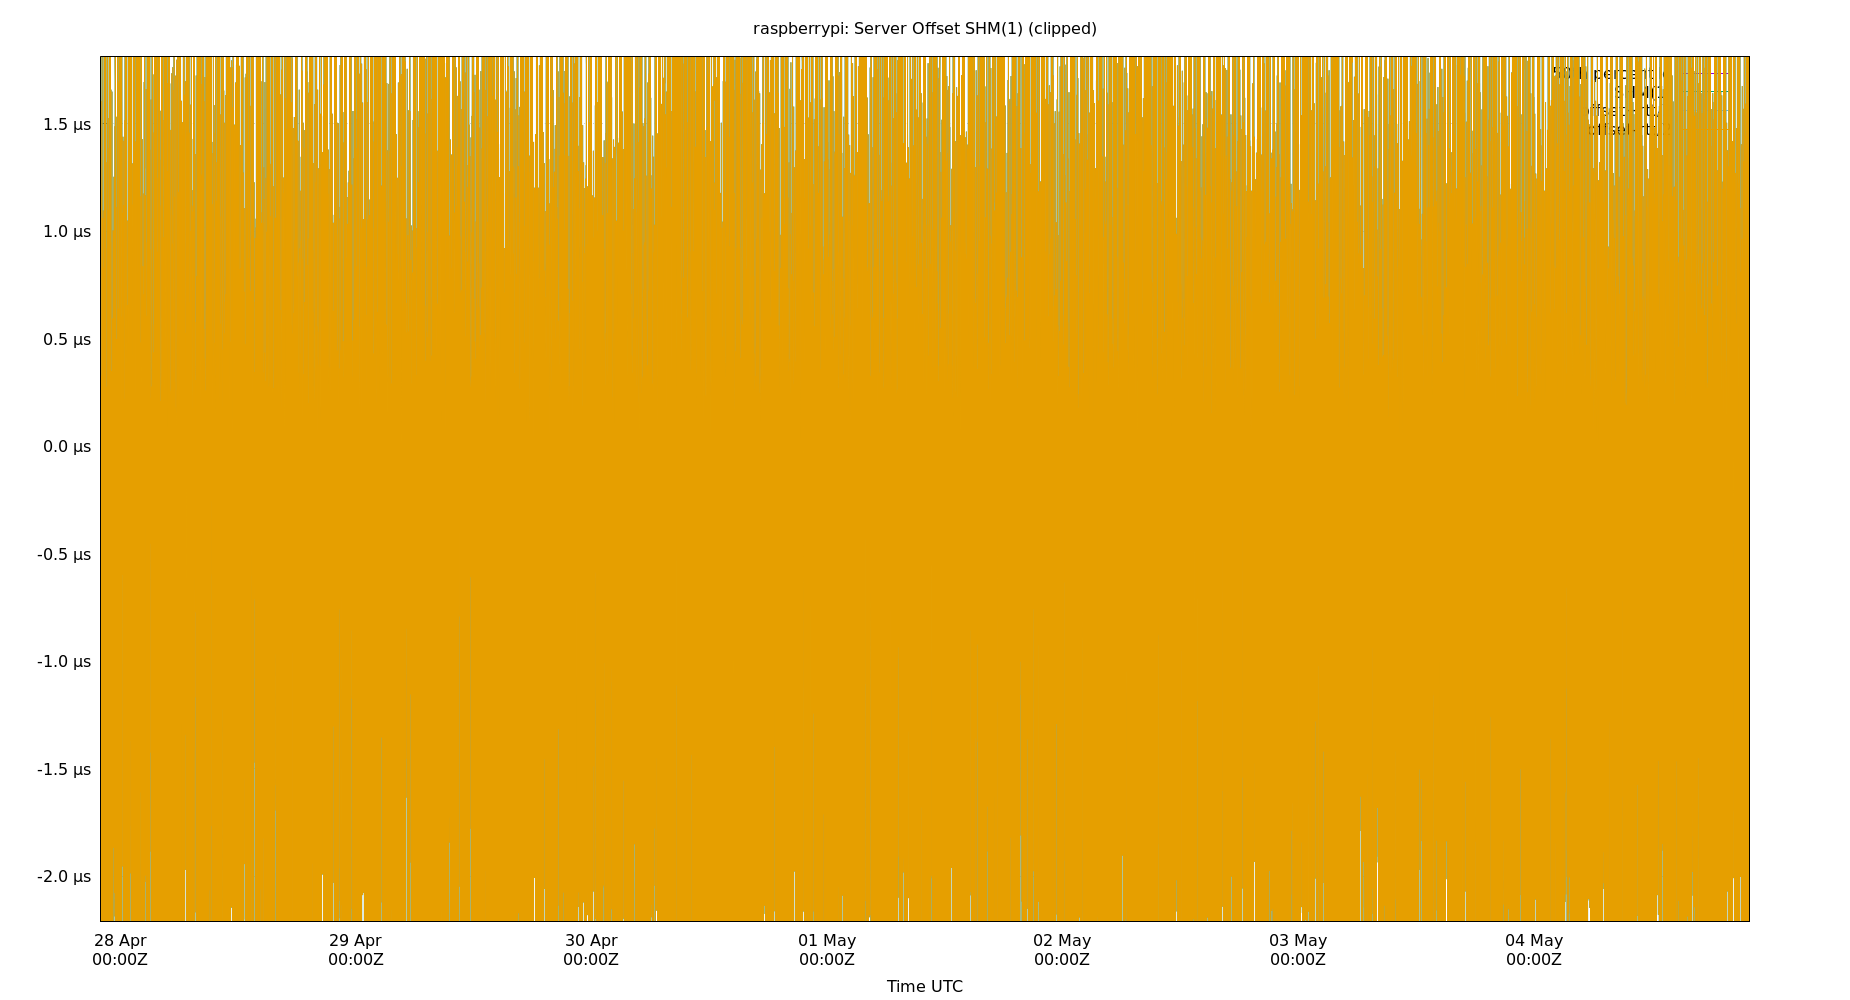 raspberrypi: Server Offset SHM(1) (clipped)
1.5 µs
1.0 µs
0.5 µs
0.0 µs
-0.5 µs
-1.0 µs
-1.5 µs
-2.0 µs
28 Apr 29 Apr 30 Apr 01 May 02 May 03 May 04 May
00:00Z 00:00Z 00:00Z 00:00Z 00:00Z 00:00Z 00:00Z
Time UTC